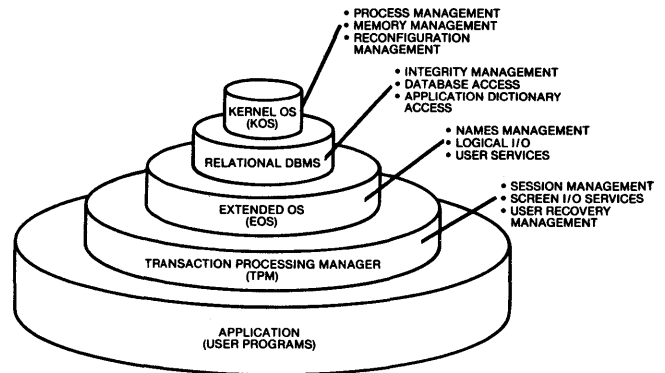 • PROCESS MANAGEMENT
• MEMORY MANAGEMENT
• RECONFIGURATION
MANAGEMENT
• INTEGRITY MANAGEMENT
• DATABASE ACCESS
• APPLICATION DICTIONARY
ACCESS
KERNEL OS
(KOS)
• NAMES MANAGEMENT
• LOGICAL I/O
• USER SERVICES
RELATIONAL DBMS
• SESSION MANAGEMENT
• SCREEN I/O SERVICES
• USER RECOVERY
MANAGEMENT
EXTENDED OS
(EOS)
TRANSACTION PROCESSING MANAGER
(TPM)
APPLICATION
(USER PROGRAMS)